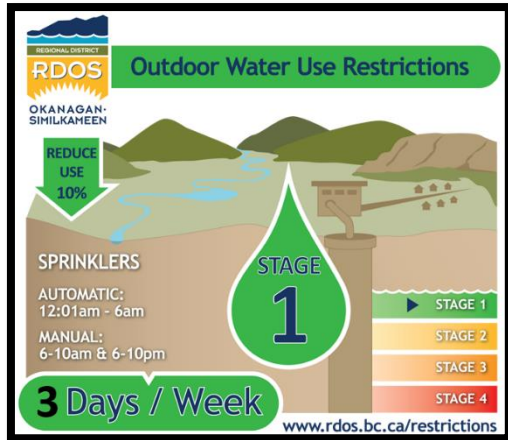 REGIONAL DISTRICT
RDOS
OKANAGAN-
SIMILKAMEEN
Outdoor Water Use Restrictions
REDUCE
USE
10%
SPRINKLERS
AUTOMATIC:
12:01am - 6am
MANUAL:
6-10am & 6-10pm
3 Days / Week
STAGE
1
STAGE 1
STAGE 2
STAGE 3
STAGE 4
www.rdos.bc.ca/restrictions